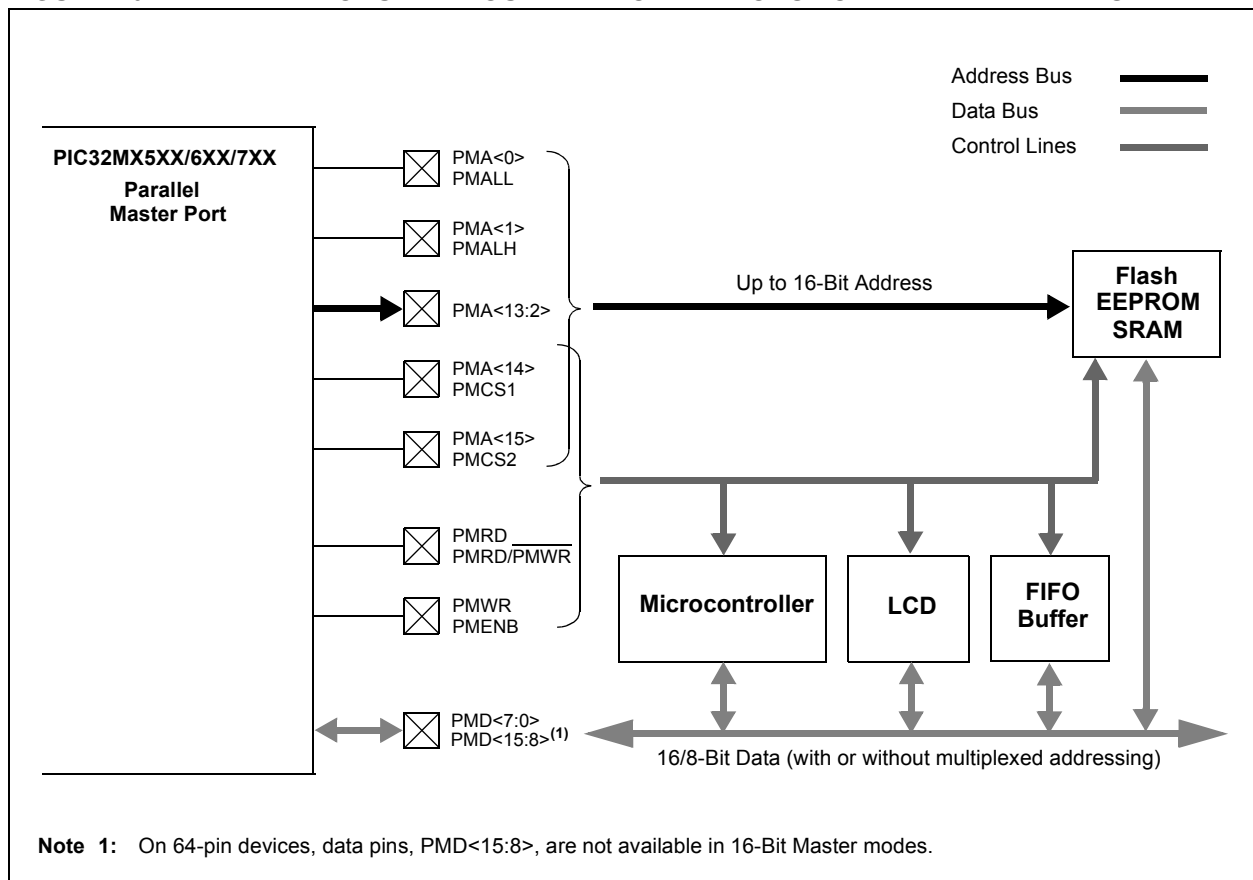 Address Bus
Data Bus
Control Lines
PIC32MX5XX/6XX/7XX
Parallel
Master Port
PMA<0>
PMALL
PMA<1>
PMALH
PMA<13:2>
PMA<14>
PMCS1
PMA<15>
PMCS2
PMRD
PMRD/PMWR
PMWR
PMENB
PMD<7:0>
PMD<15:8>(1)
Up to 16-Bit Address
Flash
EEPROM
SRAM
Microcontroller
LCD
FIFO
Buffer
16/8-Bit Data (with or without multiplexed addressing)
Note 1: On 64-pin devices, data pins, PMD<15:8>, are not available in 16-Bit Master modes.